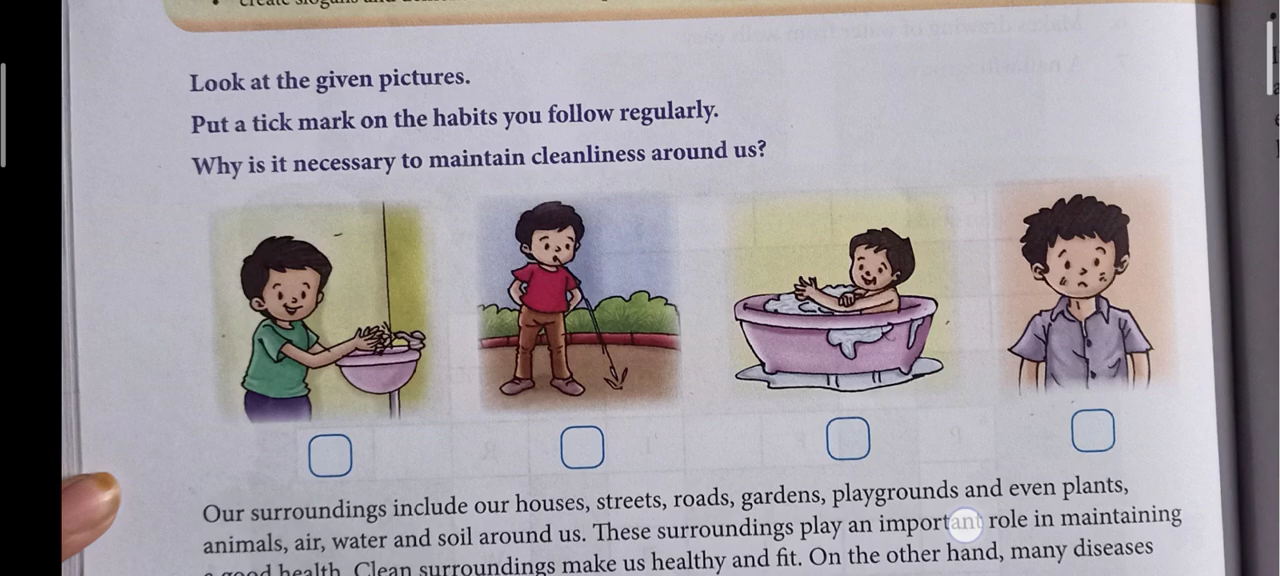 • create slogans and
Look at the given pictures.
Put a tick mark on the habits you follow regularly.
Why is it necessary to maintain cleanliness around us?
Our surroundings include our houses, streets, roads, gardens, playgrounds and even plants,
animals, air, water and soil around us. These surroundings play an important role in maintaining
good health. Clean surroundings make us healthy and fit. On the other hand, many diseases